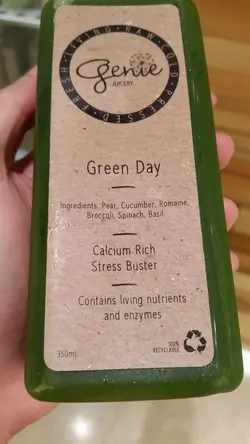 FRESH · LIVING · RAW · COLD · PRESSED
genie
JUICERY
Green Day
Ingredients: Pear, Cucumber, Romaine,
Broccoli, Spinach, Basil
Calcium Rich
Stress Buster
Contains living nutrients
and enzymes
350mL
100%
RECYCLABLE